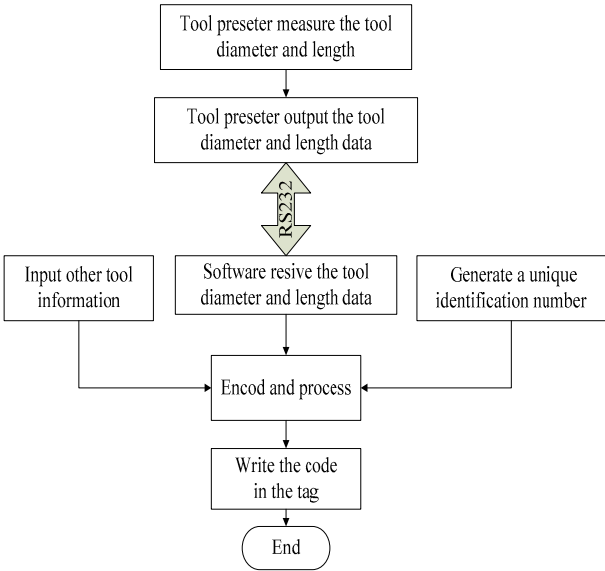 Tool preseter measure the tool
diameter and length
Tool preseter output the tool
diameter and length data
RS232
Input other tool
information
Software resive the tool
diameter and length data
Generate a unique
identification number
Encod and process
Write the code
in the tag
End